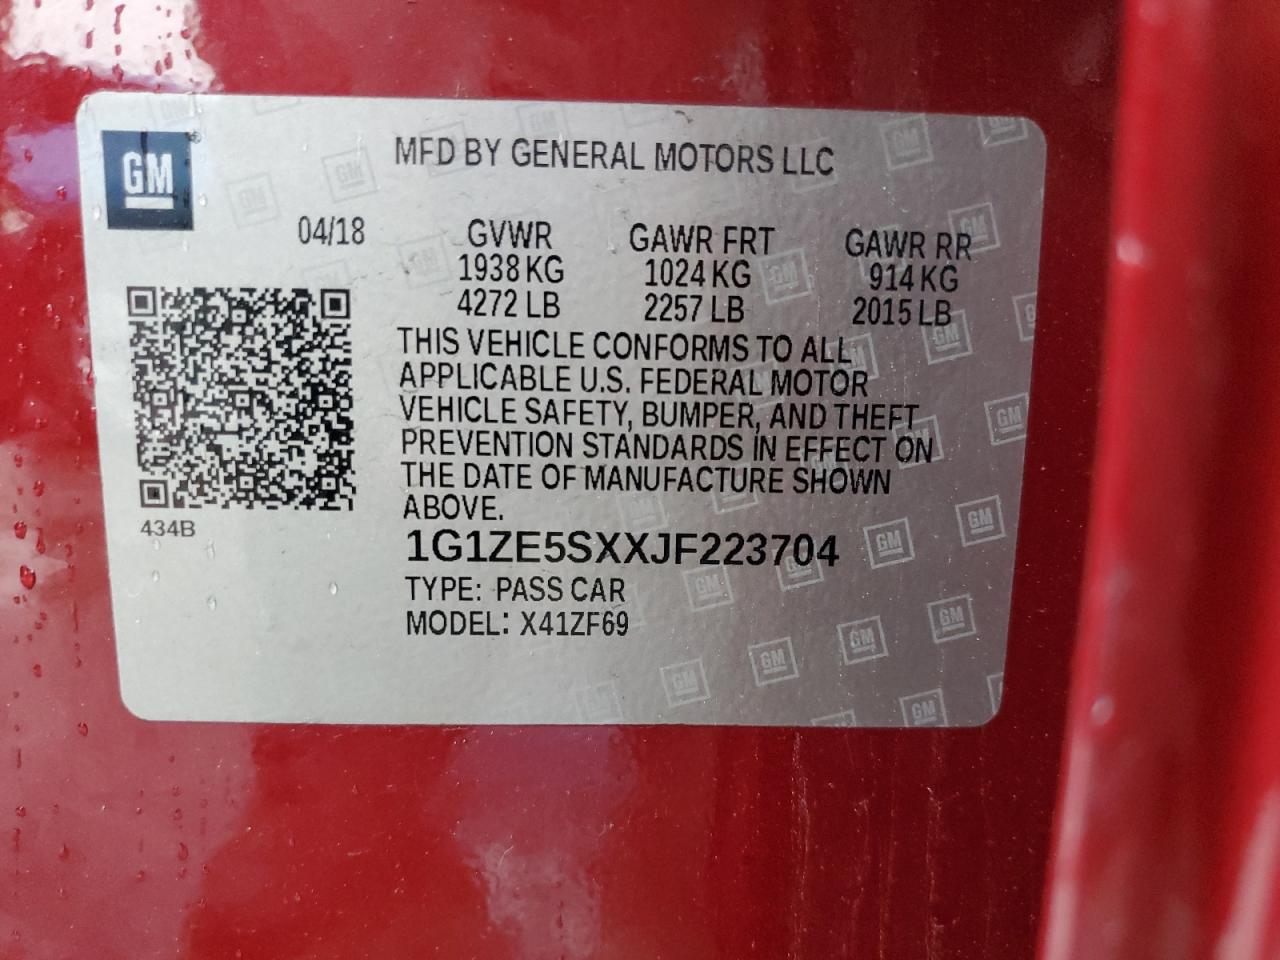 GM
MFD BY GENERAL MOTORS LLC
04/18
GVWR GAWR FRT GAWR RR
1938 KG 1024 KG 914 KG
4272 LB 2257 LB 2015 LB
THIS VEHICLE CONFORMS TO ALL
APPLICABLE U.S. FEDERAL MOTOR
VEHICLE SAFETY, BUMPER, AND THEFT
PREVENTION STANDARDS IN EFFECT ON
THE DATE OF MANUFACTURE SHOWN
ABOVE.
434B
1G1ZE5SXXJF223704
TYPE: PASS CAR
MODEL: X41ZF69